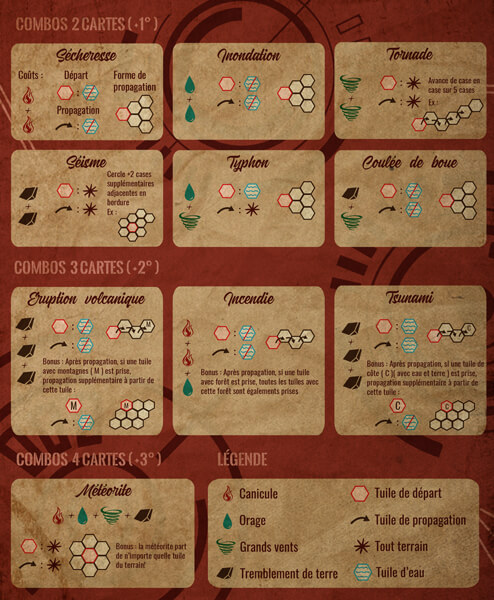 COMBOS 2 CARTES (+1°)
Sécheresse
Coûts :
Départ
Forme de
propagation
Propagation
Inondation
Tornade
Avance de case en
case sur 5 cases
Ex :
Séisme
Cercle +2 cases
supplémentaires
adjacentes en
bordure
Ex :
Typhon
Coulée de boue
COMBOS 3 CARTES (+2°)
Eruption volcanique
M
Bonus : Après propagation, si une tuile
avec montagnes ( M ) est prise,
propagation supplémentaire à partir de
cette tuile :
M
M
Incendie
Bonus : Après propagation, si une tuile
avec forêt est prise, toutes les tuiles avec
cette forêt sont également prises
Tsunami
C
Bonus : Après propagation, si une tuile de
côte ( C )( avec eau et terre ) est prise,
propagation supplémentaire à partir de
cette tuile :
C
C
COMBOS 4 CARTES (+3°)
Météorite
Bonus : la météorite part
de n'importe quelle tuile
du terrain!
LÉGENDE
Canicule
Tuile de départ
Orage
Tuile de propagation
Grands vents
Tout terrain
Tremblement de terre
Tuile d'eau